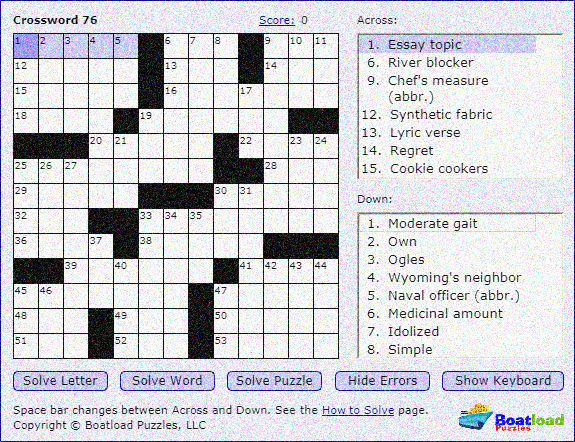 Crossword 76 Score: 0 Across:
1 2 3 4 5 6 7 8 9 10 11
12 13 14
15 16 17
18 19
20 21 22 23 24
25 26 27 28
29 30 31
32 33 34 35
36 37 38
39 40 41 42 43 44
45 46 47
48 49 50
51 52 53
1. Essay topic
6. River blocker
9. Chef's measure
(abbr.)
12. Synthetic fabric
13. Lyric verse
14. Regret
15. Cookie cookers
Down:
1. Moderate gait
2. Own
3. Ogles
4. Wyoming's neighbor
5. Naval officer (abbr.)
6. Medicinal amount
7. Idolized
8. Simple
Solve Letter Solve Word Solve Puzzle Hide Errors Show Keyboard
Space bar changes between Across and Down. See the How to Solve page.
Copyright © Boatload Puzzles, LLC
Boatload
Puzzles